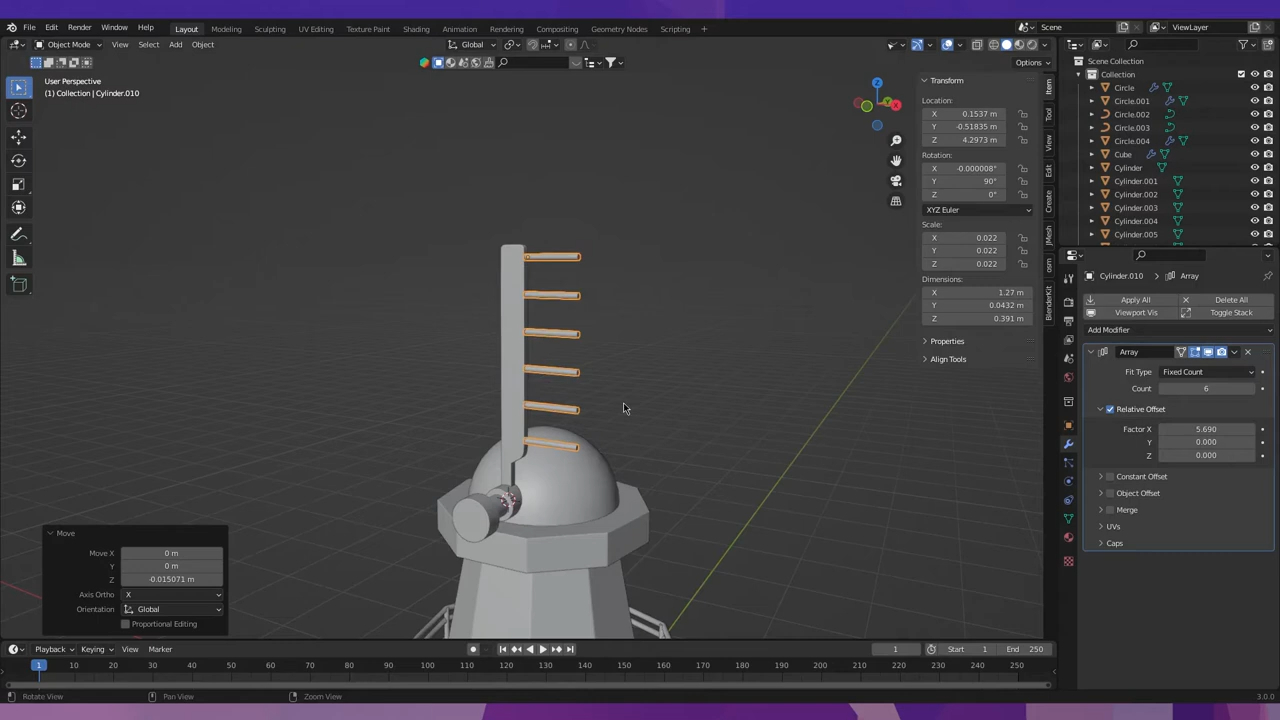 File Edit Render Window Help Layout Modeling Sculpting UV Editing Texture Paint Shading Animation Rendering Compositing Geometry Nodes Scripting Scene ViewLayer
Object Mode View Select Add Object Global
Options
User Perspective
(1) Collection | Cylinder.010
Transform
Location:
X 0.1537 m
Y -0.51835 m
Z 4.2973 m
Rotation:
X -0.000008°
Y 90°
Z 0°
XYZ Euler
Scale:
X 0.022
Y 0.022
Z 0.022
Dimensions:
X 1.27 m
Y 0.0432 m
Z 0.391 m
Properties
Align Tools
Item
Tool
View
Edit
Create
JMesh
osm
BlenderKit
X
Y
Scene Collection
Collection
Circle
Circle.001
Circle.002
Circle.003
Circle.004
Cube
Cylinder
Cylinder.001
Cylinder.002
Cylinder.003
Cylinder.004
Cylinder.005
Cylinder.010 > Array
Apply All Delete All
Viewport Vis Toggle Stack
Add Modifier
Array
Fit Type Fixed Count
Count 6
Relative Offset
Factor X 5.690
Y 0.000
Z 0.000
Constant Offset
Object Offset
Merge
UVs
Caps
Move
Move X 0 m
Y 0 m
Z -0.015071 m
Axis Ortho X
Orientation Global
Proportional Editing
Playback Keying View Marker 1 Start 1 End 250
1 10 20 30 40 50 60 70 80 90 100 110 120 130 140 150 160 170 180 190 200 210 220 230 240 250
Rotate View Pan View Zoom View 3.0.0